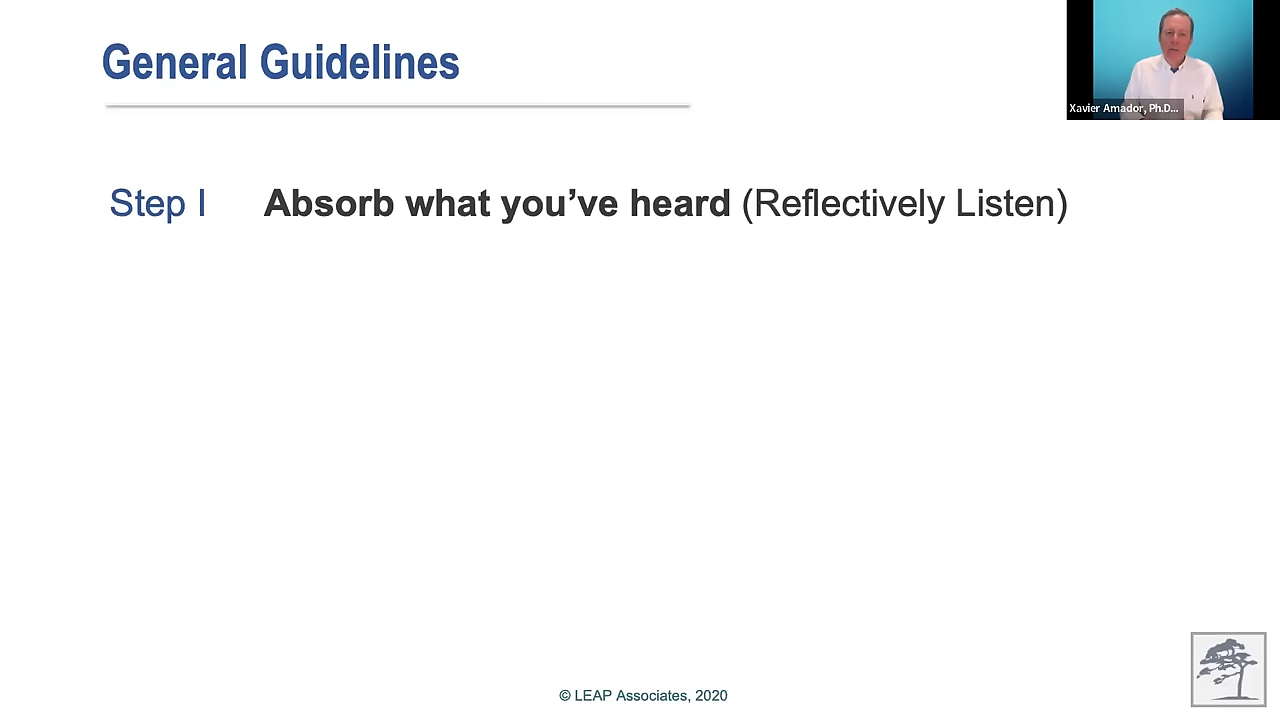 General Guidelines
Xavier Amador, Ph.D...
Step I Absorb what you’ve heard (Reflectively Listen)
© LEAP Associates, 2020